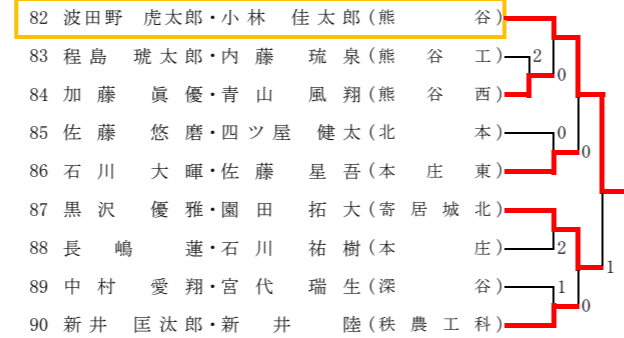 82 波田野 虎太郎・小林 佳太郎(熊谷)
83 程島 琥太郎・内藤 琉泉(熊谷工) 2
0
84 加藤 眞優・青山 風翔(熊谷西)
85 佐藤 悠磨・四ツ屋 健太(北本) 0
0
86 石川 大暉・佐藤 星吾(本庄東)
87 黒沢 優雅・園田 拓大(寄居城北)
88 長嶋 蓮・石川 祐樹(本庄) 2
1
89 中村 愛翔・宮代 瑞生(深谷) 1
0
90 新井 匡汰郎・新井 陸(秩農工科)